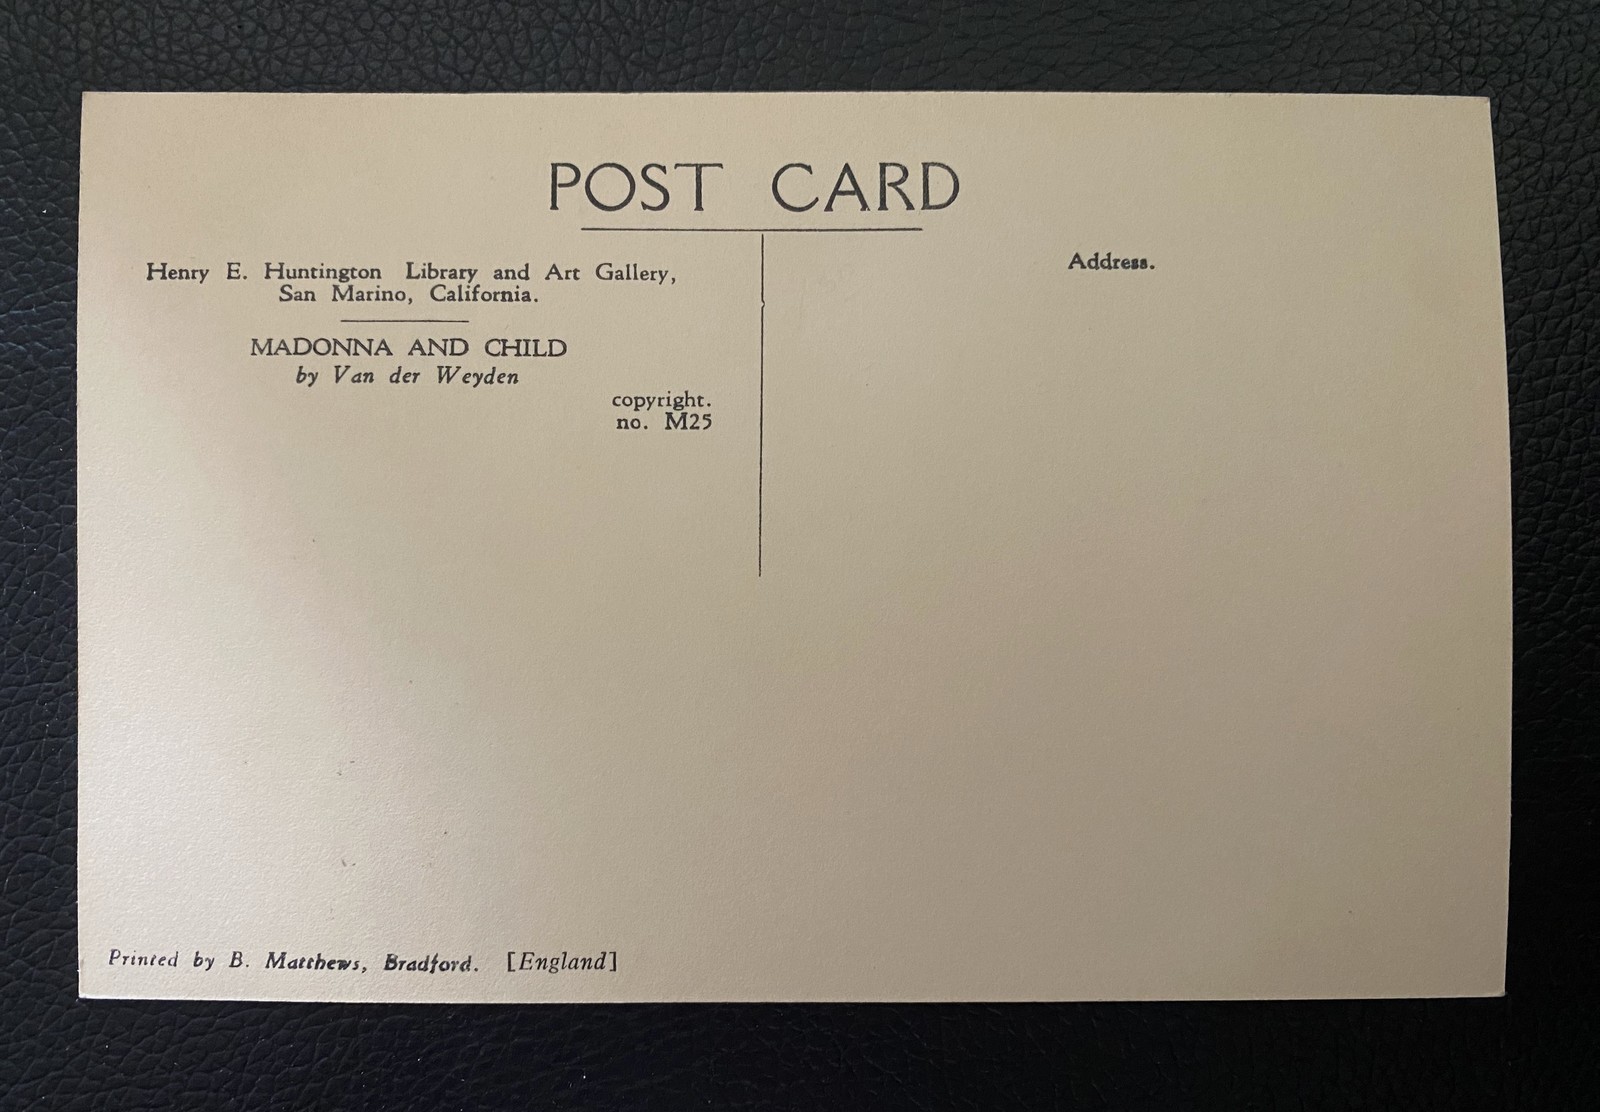 POST CARD
Henry E. Huntington Library and Art Gallery,
San Marino, California.
MADONNA AND CHILD
by Van der Weyden
copyright.
no. M25
Address.
Printed by B. Matthews, Bradford. [England]